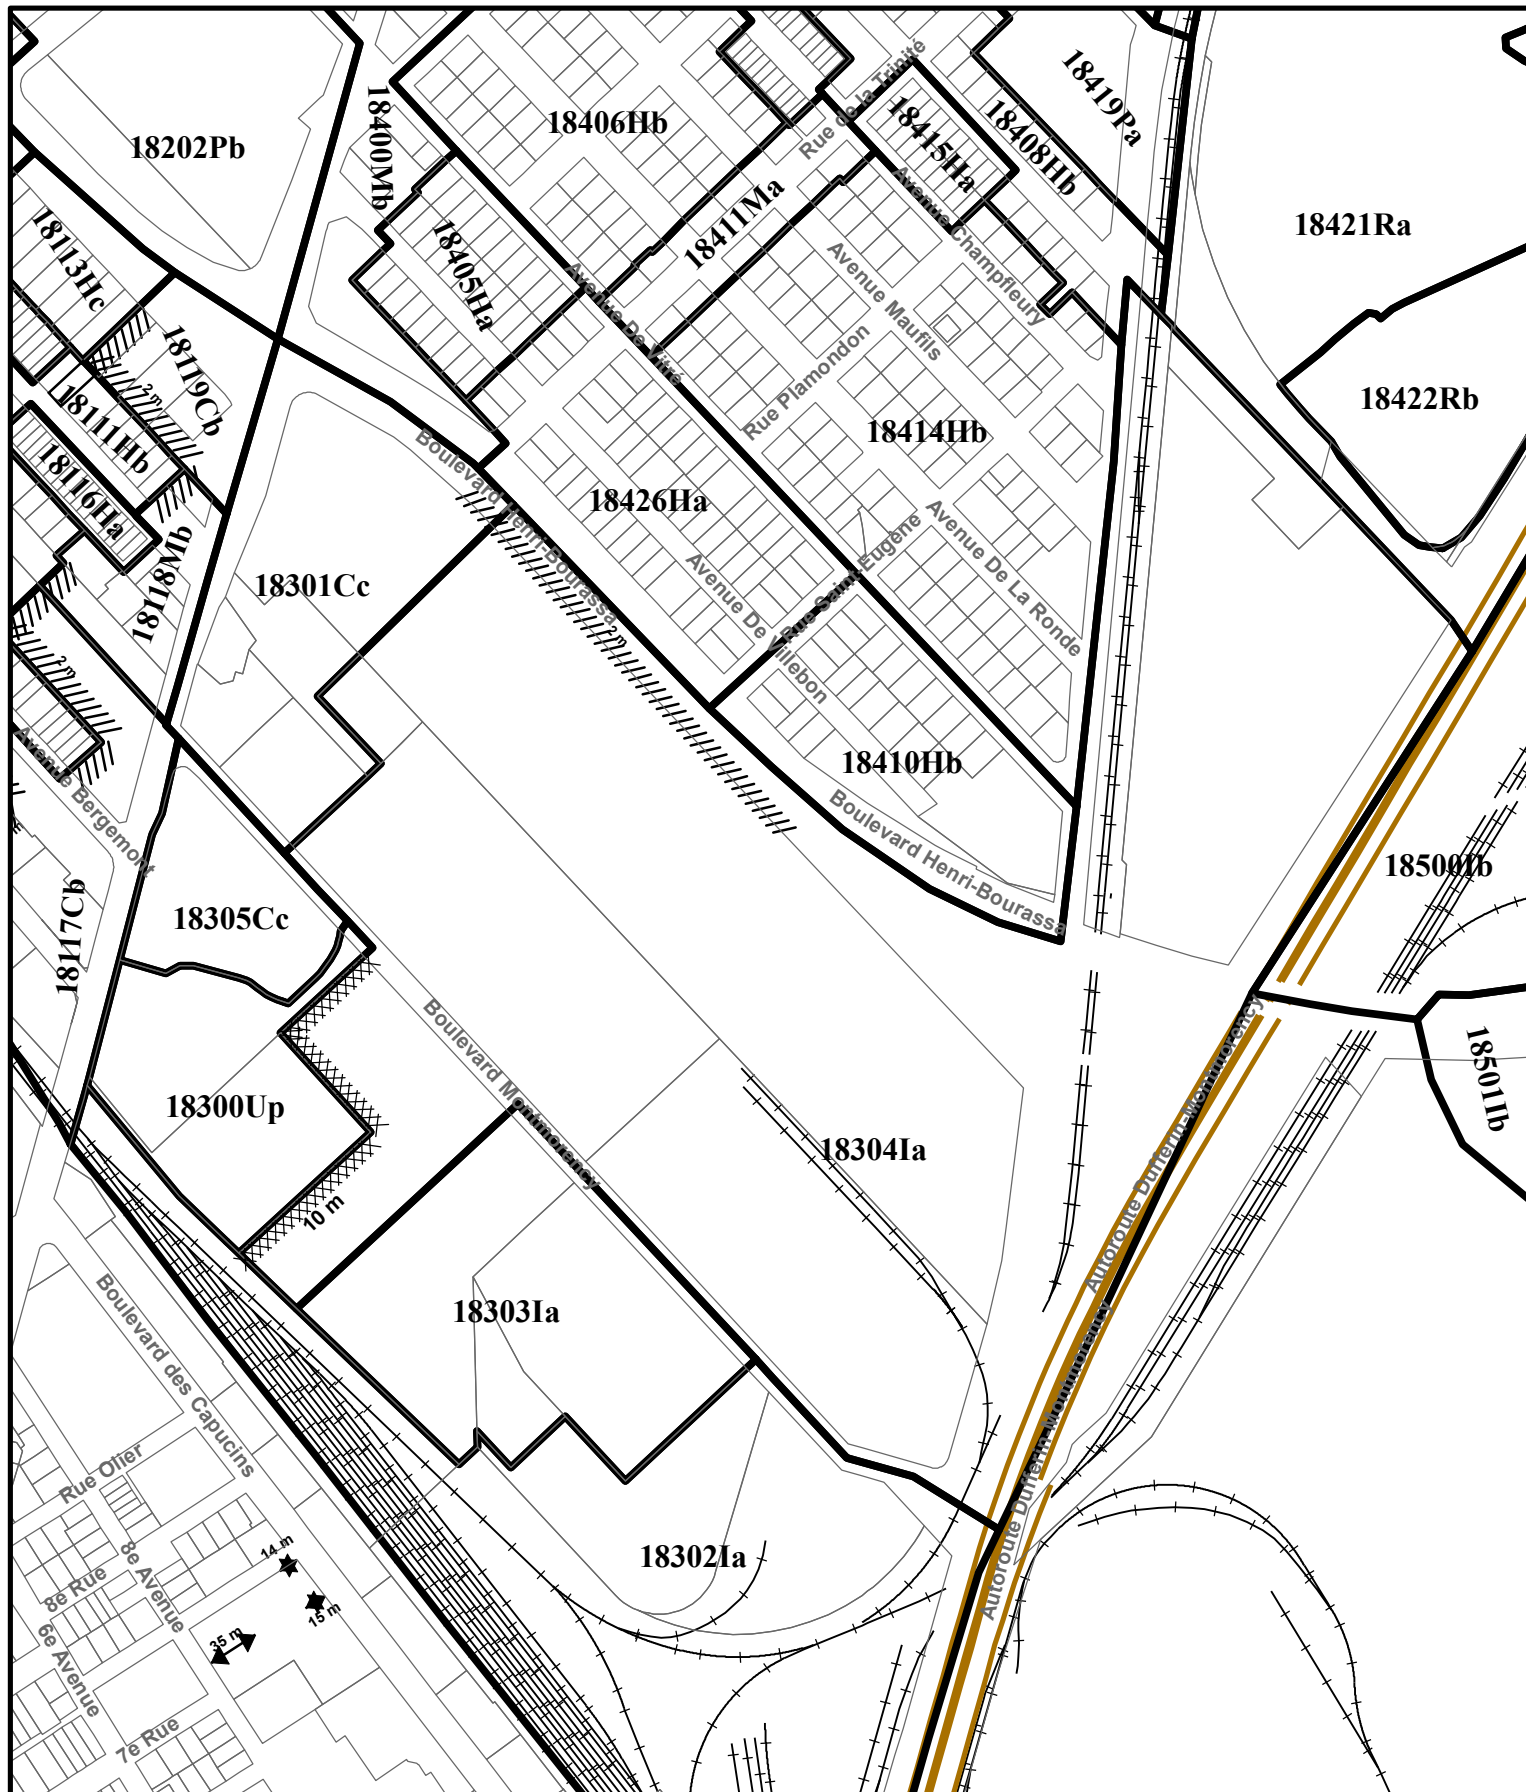 18202Pb
18400Mb
18406Hb
Rue de la Trinité
18415Ha
18408Hb
18419Pa
18421Ra
18113Hc
18405Ha
18411Ma
Avenue Champfleury
Avenue Maufils
Avenue De Vitré
Rue Plamondon
18119Cb
2 m
18111Hb
18116Ha
18118Mb
18422Rb
18414Hb
Boulevard Henri-Bourassa
18426Ha
18301Cc
2 m
Avenue De Villebon
Rue Saint-Eugène
Avenue De La Ronde
2 m
Avenue Bergemont
18410Hb
Boulevard Henri-Bourassa
18117Cb
18305Cc
18500Ib
18501Ib
Boulevard Montmorency
18300Up
10 m
18304Ia
Autoroute Dufferin-Montmorency
18303Ia
Boulevard des Capucins
Autoroute Dufferin-Montmorency
Rue Olier
8e Rue
8e Avenue
14 m
15 m
35 m
6e Avenue
7e Rue
18302Ia